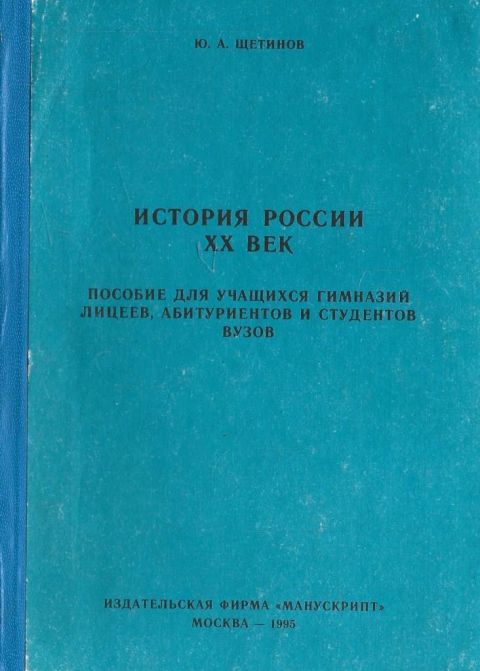 Ю. А. ЩЕТИНОВ
ИСТОРИЯ РОССИИ
XX ВЕК
ПОСОБИЕ ДЛЯ УЧАЩИХСЯ ГИМНАЗИЙ
ЛИЦЕЕВ, АБИТУРИЕНТОВ И СТУДЕНТОВ
ВУЗОВ
ИЗДАТЕЛЬСКАЯ ФИРМА «МАНУСКРИПТ»
МОСКВА — 1995